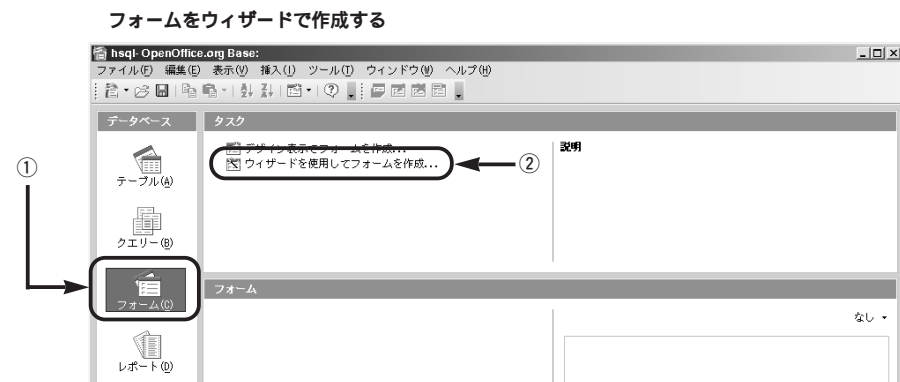 フォームをウィザードで作成する
hsql- OpenOffice.org Base:
ファイル(F) 編集(E) 表示(V) 挿入(I) ツール(T) ウィンドウ(W) ヘルプ(H)
データベース タスク
デザイン表示でフォームを作成...
説明
ウィザードを使用してフォームを作成...
②
①
テーブル(A)
クエリー(B)
フォーム
フォーム(C)
なし
レポート(D)